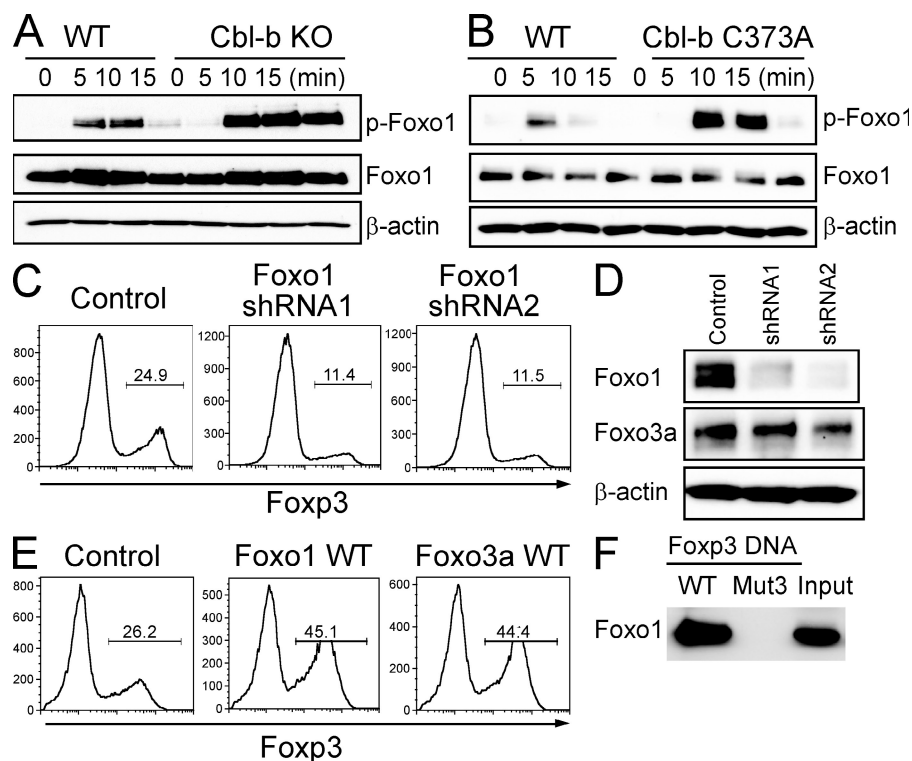 A
WT
Cbl-b KO
0 5 10 15 0 5 10 15 (min)
p-Foxo1
Foxo1
β-actin
B
WT
Cbl-b C373A
0 5 10 15 0 5 10 15 (min)
p-Foxo1
Foxo1
β-actin
C
Control
Foxo1
shRNA1
Foxo1
shRNA2
800
600
400
200
0
24.9
1200
900
600
300
0
11.4
1200
900
600
300
0
11.5
Foxp3
D
Control
shRNA1
shRNA2
Foxo1
Foxo3a
β-actin
E
Control
Foxo1 WT
Foxo3a WT
800
600
400
200
0
26.2
500
400
300
200
100
0
45.1
600
400
200
0
44.4
Foxp3
F
Foxp3 DNA
WT Mut3 Input
Foxo1